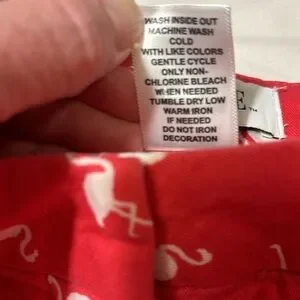 WASH INSIDE OUT
MACHINE WASH
COLD
WITH LIKE COLORS
GENTLE CYCLE
ONLY NON-
CHLORINE BLEACH
WHEN NEEDED
TUMBLE DRY LOW
WARM IRON
IF NEEDED
DO NOT IRON
DECORATION
E™